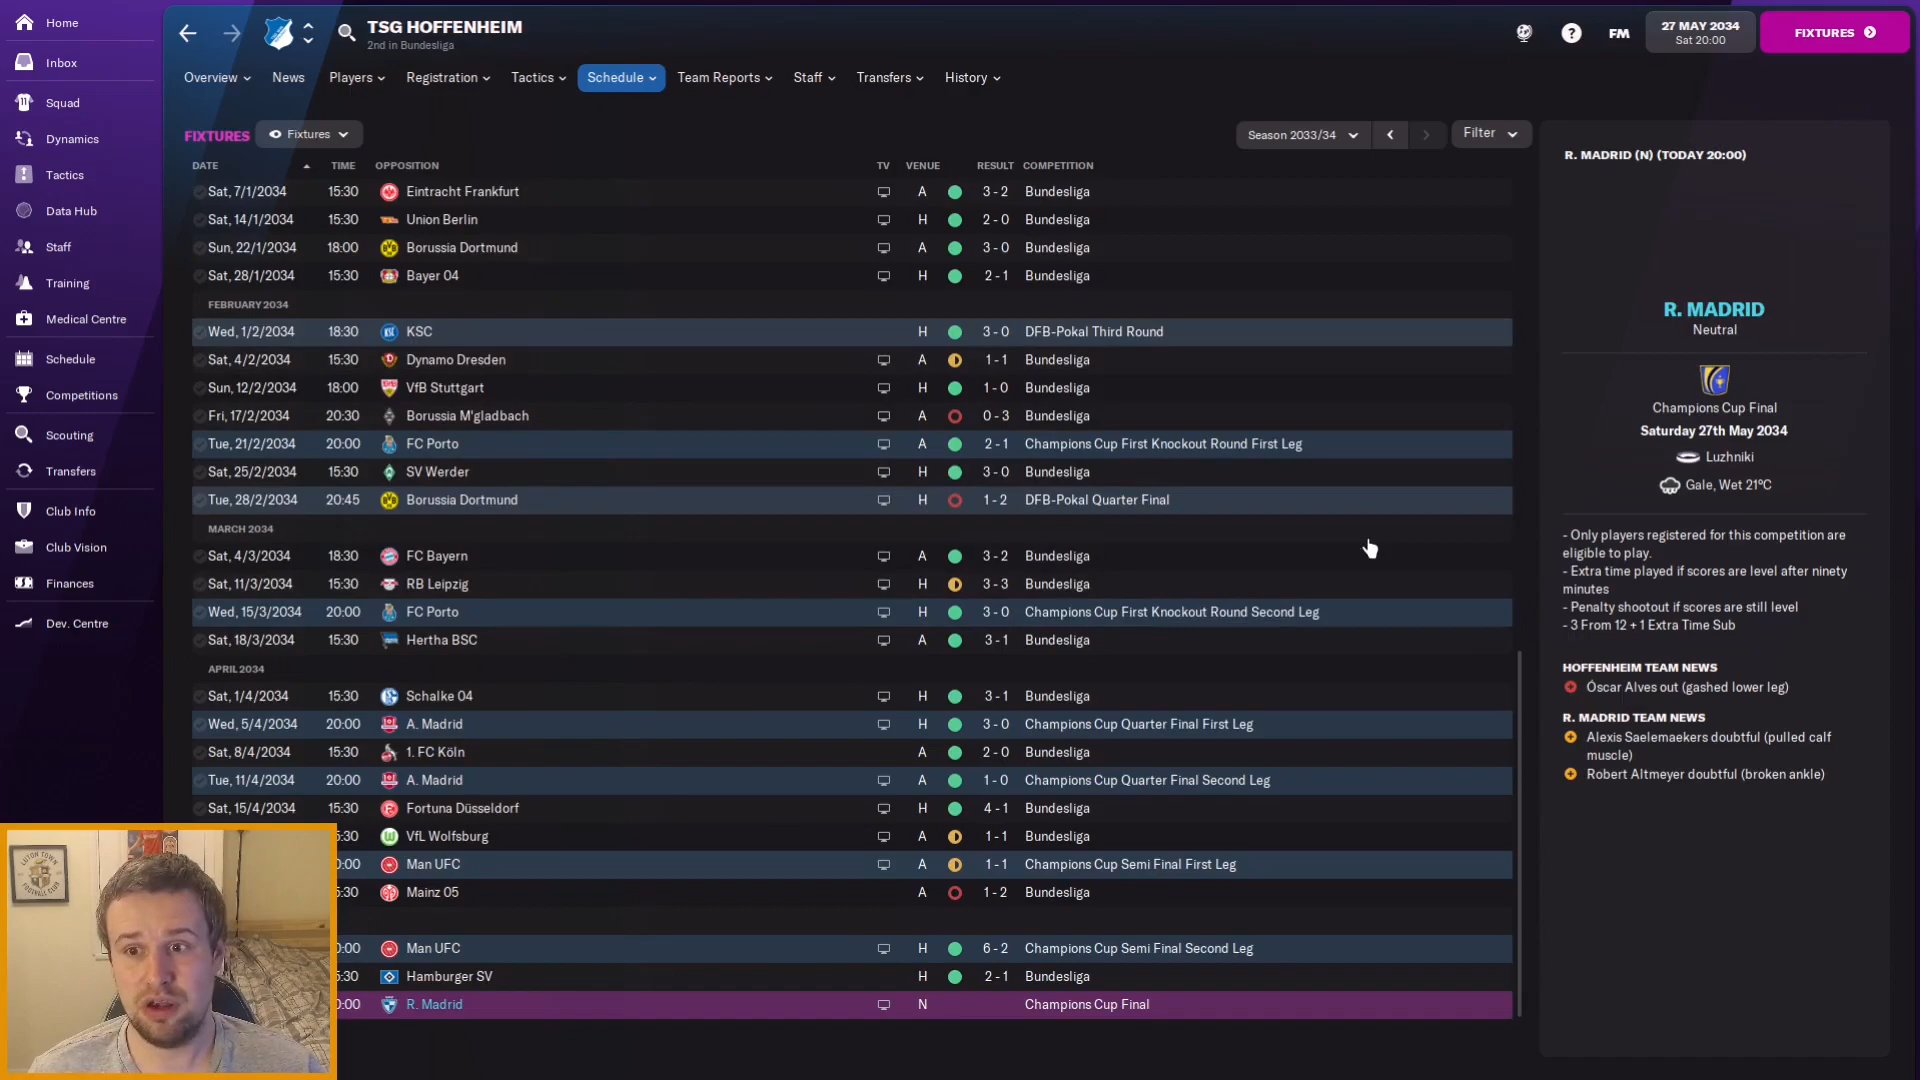 Home
Inbox
Squad
Dynamics
Tactics
Data Hub
Staff
Training
Medical Centre
Schedule
Competitions
Scouting
Transfers
Club Info
Club Vision
Finances
Dev. Centre
TSG HOFFENHEIM
2nd in Bundesliga
? FM 27 MAY 2034 FIXTURES
Sat 20:00
Overview News Players Registration Tactics Schedule Team Reports Staff Transfers History
FIXTURES Fixtures Season 2033/34 Filter
DATE TIME OPPOSITION TV VENUE RESULT COMPETITION
Sat, 7/1/2034 15:30 Eintracht Frankfurt A 3 - 2 Bundesliga
Sat, 14/1/2034 15:30 Union Berlin H 2 - 0 Bundesliga
Sun, 22/1/2034 18:00 Borussia Dortmund A 3 - 0 Bundesliga
Sat, 28/1/2034 15:30 Bayer 04 H 2 - 1 Bundesliga
FEBRUARY 2034
Wed, 1/2/2034 18:30 KSC H 3 - 0 DFB-Pokal Third Round
Sat, 4/2/2034 15:30 Dynamo Dresden A 1 - 1 Bundesliga
Sun, 12/2/2034 18:00 VfB Stuttgart H 1 - 0 Bundesliga
Fri, 17/2/2034 20:30 Borussia M'gladbach A 0 - 3 Bundesliga
Tue, 21/2/2034 20:00 FC Porto A 2 - 1 Champions Cup First Knockout Round First Leg
Sat, 25/2/2034 15:30 SV Werder H 3 - 0 Bundesliga
Tue, 28/2/2034 20:45 Borussia Dortmund H 1 - 2 DFB-Pokal Quarter Final
MARCH 2034
Sat, 4/3/2034 18:30 FC Bayern A 3 - 2 Bundesliga
Sat, 11/3/2034 15:30 RB Leipzig H 3 - 3 Bundesliga
Wed, 15/3/2034 20:00 FC Porto H 3 - 0 Champions Cup First Knockout Round Second Leg
Sat, 18/3/2034 15:30 Hertha BSC A 3 - 1 Bundesliga
APRIL 2034
Sat, 1/4/2034 15:30 Schalke 04 H 3 - 1 Bundesliga
Wed, 5/4/2034 20:00 A. Madrid H 3 - 0 Champions Cup Quarter Final First Leg
Sat, 8/4/2034 15:30 1. FC Köln A 2 - 0 Bundesliga
Tue, 11/4/2034 20:00 A. Madrid A 1 - 0 Champions Cup Quarter Final Second Leg
Sat, 15/4/2034 15:30 Fortuna Düsseldorf H 4 - 1 Bundesliga
5:30 VfL Wolfsburg A 1 - 1 Bundesliga
0:00 Man UFC A 1 - 1 Champions Cup Semi Final First Leg
5:30 Mainz 05 A 1 - 2 Bundesliga
0:00 Man UFC H 6 - 2 Champions Cup Semi Final Second Leg
5:30 Hamburger SV H 2 - 1 Bundesliga
0:00 R. Madrid N Champions Cup Final
R. MADRID (N) (TODAY 20:00)
R. MADRID
Neutral
Champions Cup Final
Saturday 27th May 2034
Luzhniki
Gale, Wet 21°C
- Only players registered for this competition are
eligible to play.
- Extra time played if scores are level after ninety
minutes
- Penalty shootout if scores are still level
- 3 From 12 + 1 Extra Time Sub
HOFFENHEIM TEAM NEWS
Óscar Alves out (gashed lower leg)
R. MADRID TEAM NEWS
Alexis Saelemaekers doubtful (pulled calf
muscle)
Robert Altmeyer doubtful (broken ankle)
LUTON TOWN